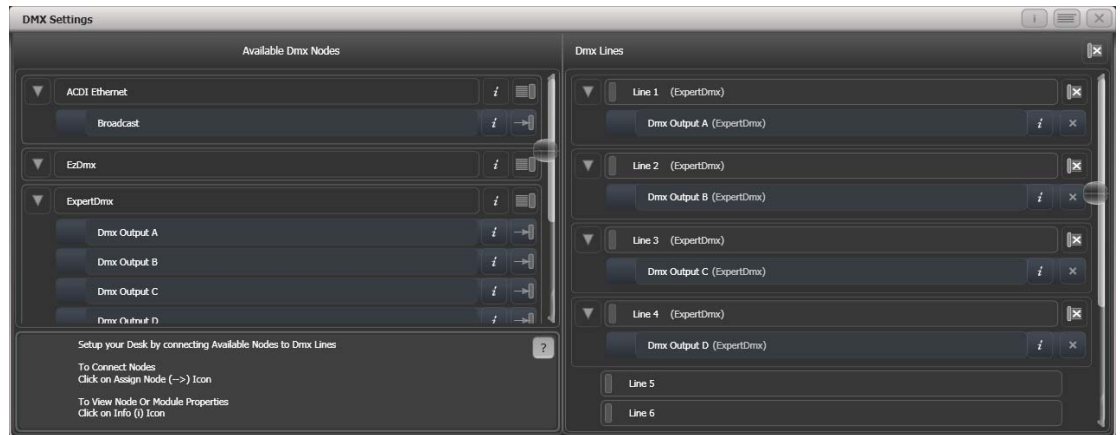 DMX Settings
i
Available Dmx Nodes
ACDI Ethernet i
Broadcast i
EzDmx i
ExpertDmx i
Dmx Output A i
Dmx Output B i
Dmx Output C i
Dmx Output D i
Setup your Desk by connecting Available Nodes to Dmx Lines
?
To Connect Nodes
Click on Assign Node (-->) Icon
To View Node Or Module Properties
Click on Info (i) Icon
Dmx Lines
Line 1 (ExpertDmx)
Dmx Output A (ExpertDmx) i
Line 2 (ExpertDmx)
Dmx Output B (ExpertDmx) i
Line 3 (ExpertDmx)
Dmx Output C (ExpertDmx) i
Line 4 (ExpertDmx)
Dmx Output D (ExpertDmx) i
Line 5
Line 6